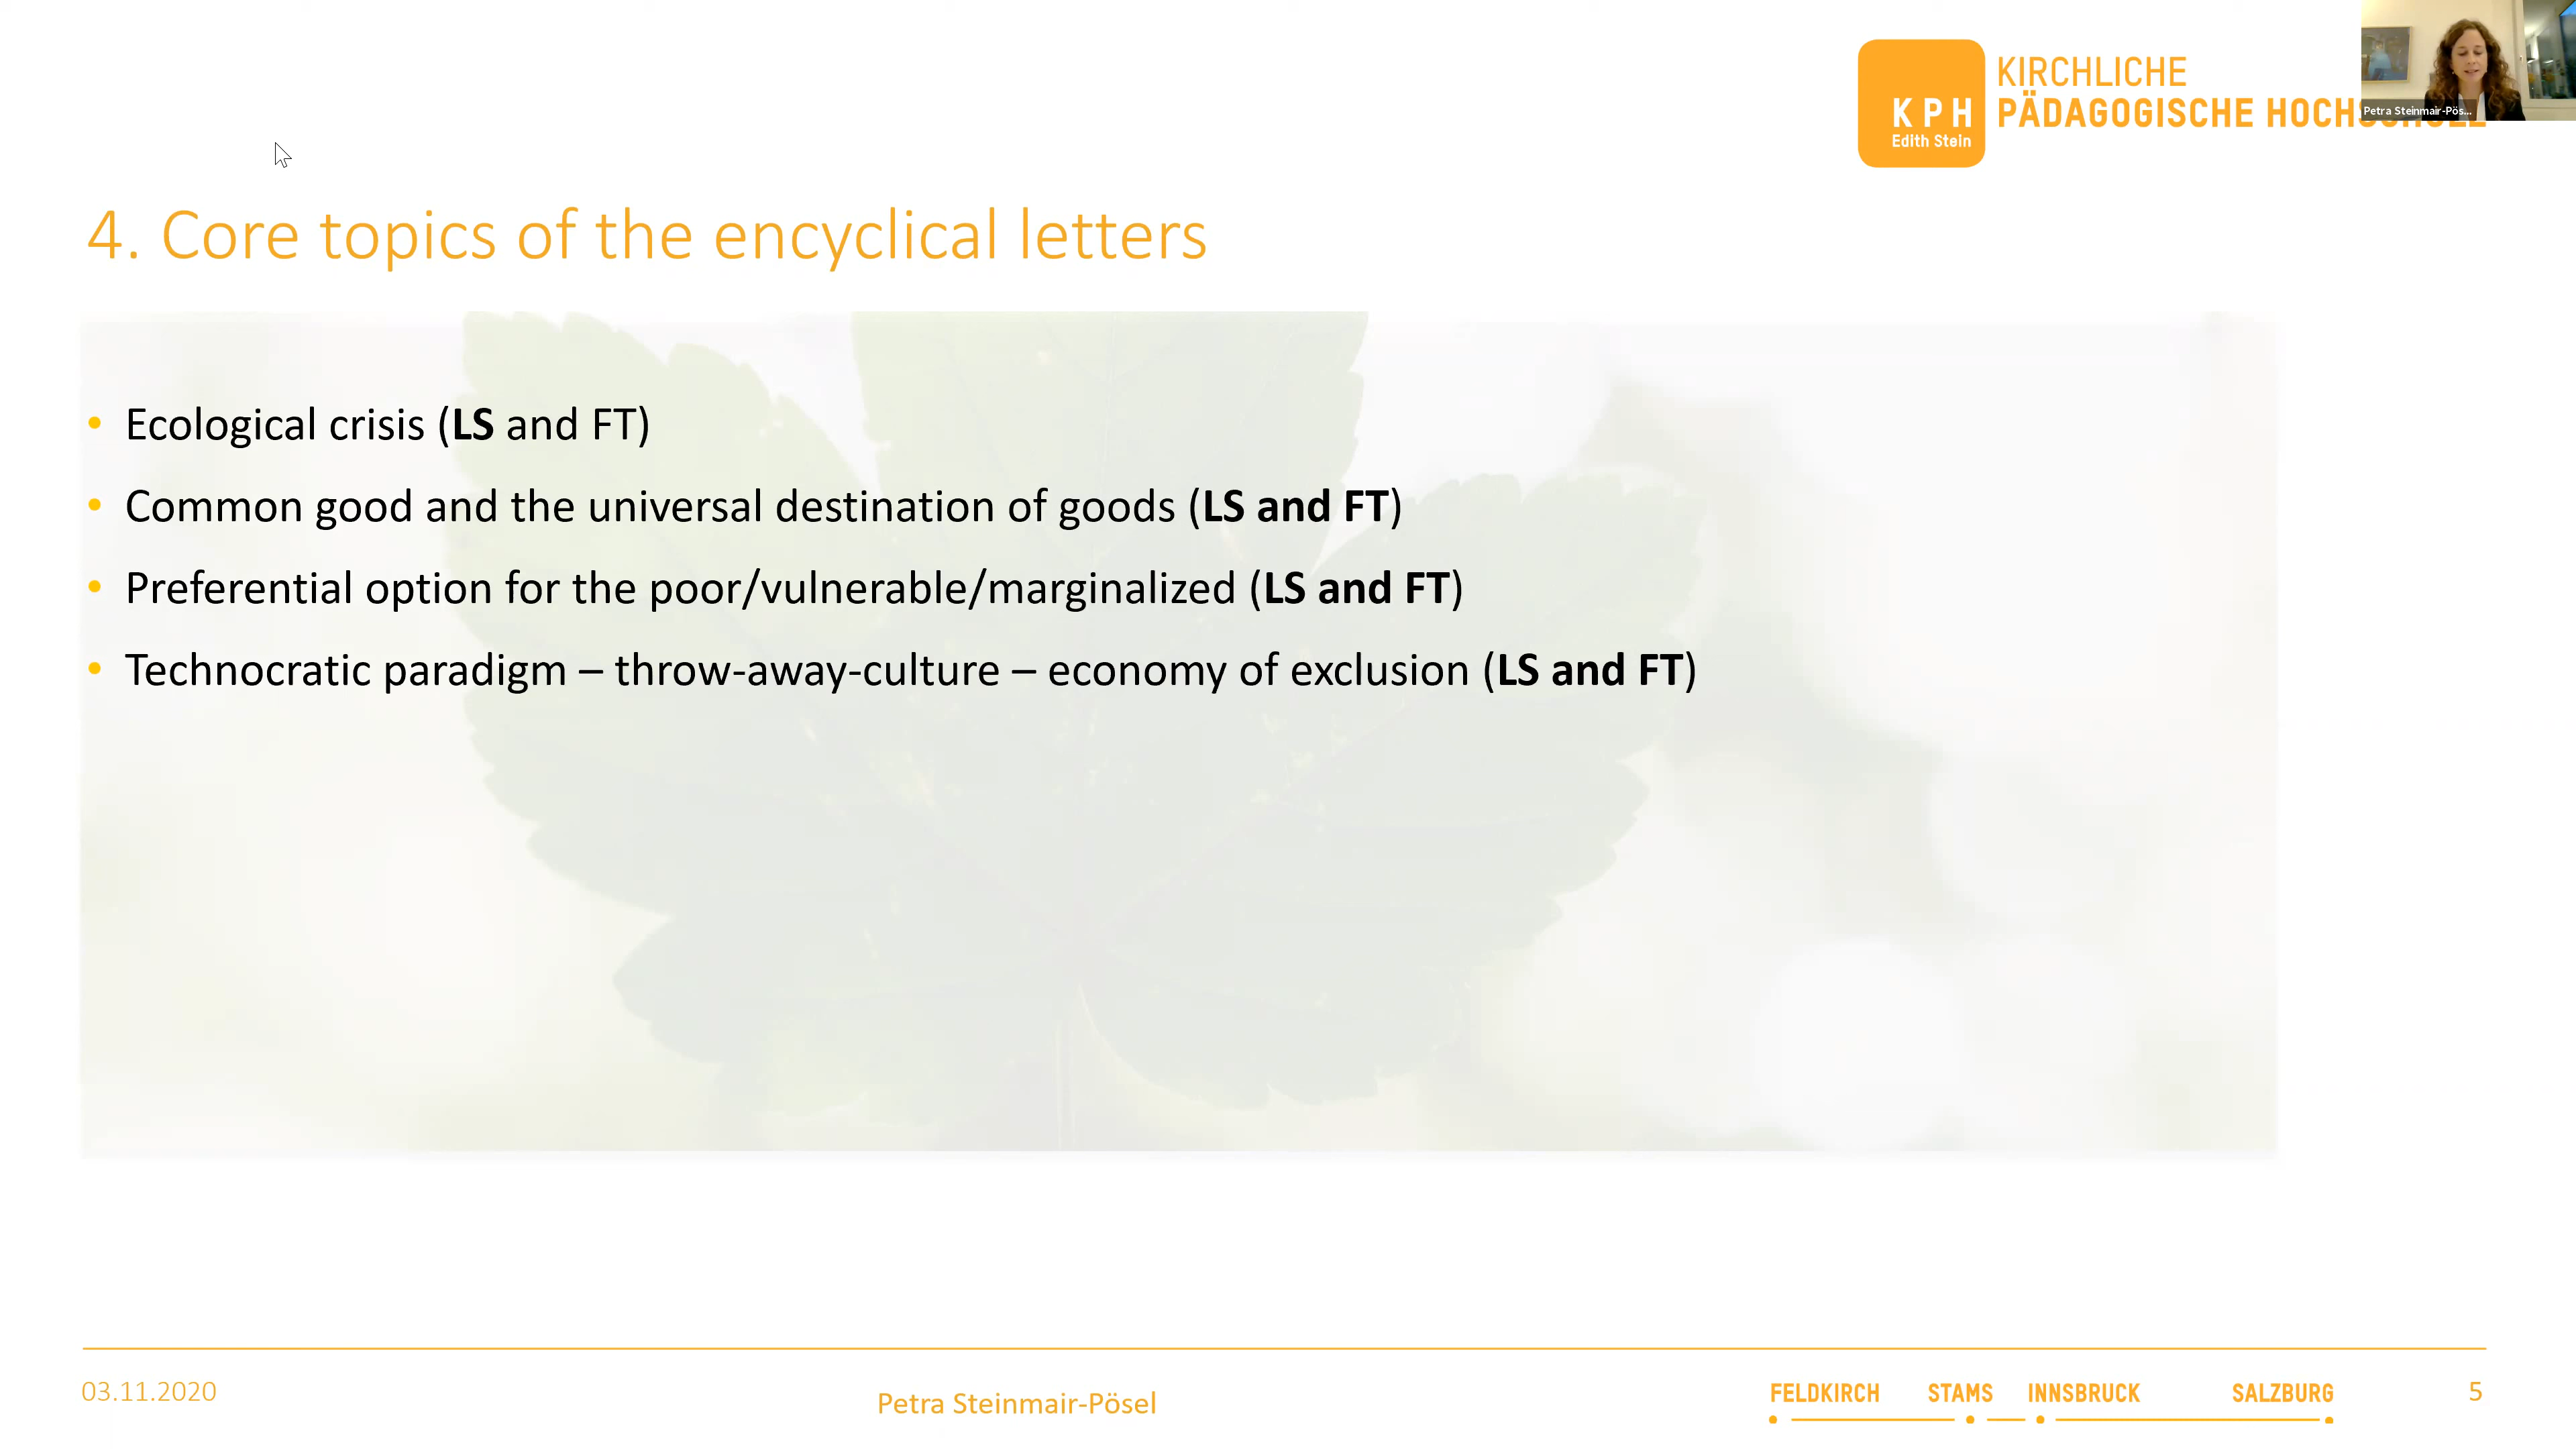 KIRCHLICHE
KPH PÄDAGOGISCHE HOCHSCHULE
Edith Stein
Petra Steinmair-Pös...
4. Core topics of the encyclical letters
• Ecological crisis (LS and FT)
• Common good and the universal destination of goods (LS and FT)
• Preferential option for the poor/vulnerable/marginalized (LS and FT)
• Technocratic paradigm – throw-away-culture – economy of exclusion (LS and FT)
03.11.2020
Petra Steinmair-Pösel
FELDKIRCH STAMS INNSBRUCK SALZBURG
5